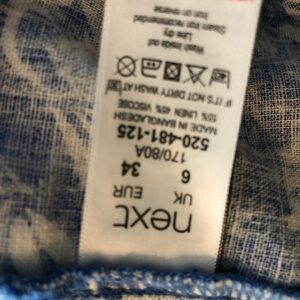 next
UK EUR
6 34
170/80A
520-481-125
MADE IN BANGLADESH
55% LINEN 45% VISCOSE
IF IT'S NOT DIRTY WASH AT
Wash inside out
Line dry
Steam iron recommended
Iron on reverse